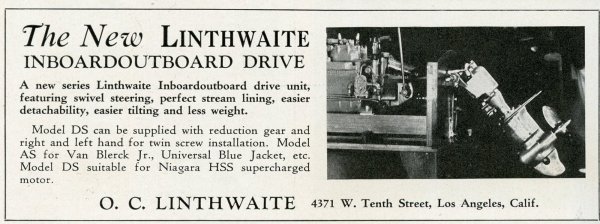 The New LINTHWAITE
INBOARDOUTBOARD DRIVE
A new series Linthwaite Inboardoutboard drive unit,
featuring swivel steering, perfect stream lining, easier
detachability, easier tilting and less weight.
Model DS can be supplied with reduction gear and
right and left hand for twin screw installation. Model
AS for Van Blerck Jr., Universal Blue Jacket, etc.
Model DS suitable for Niagara HSS supercharged
motor.
O. C. LINTHWAITE 4371 W. Tenth Street, Los Angeles, Calif.